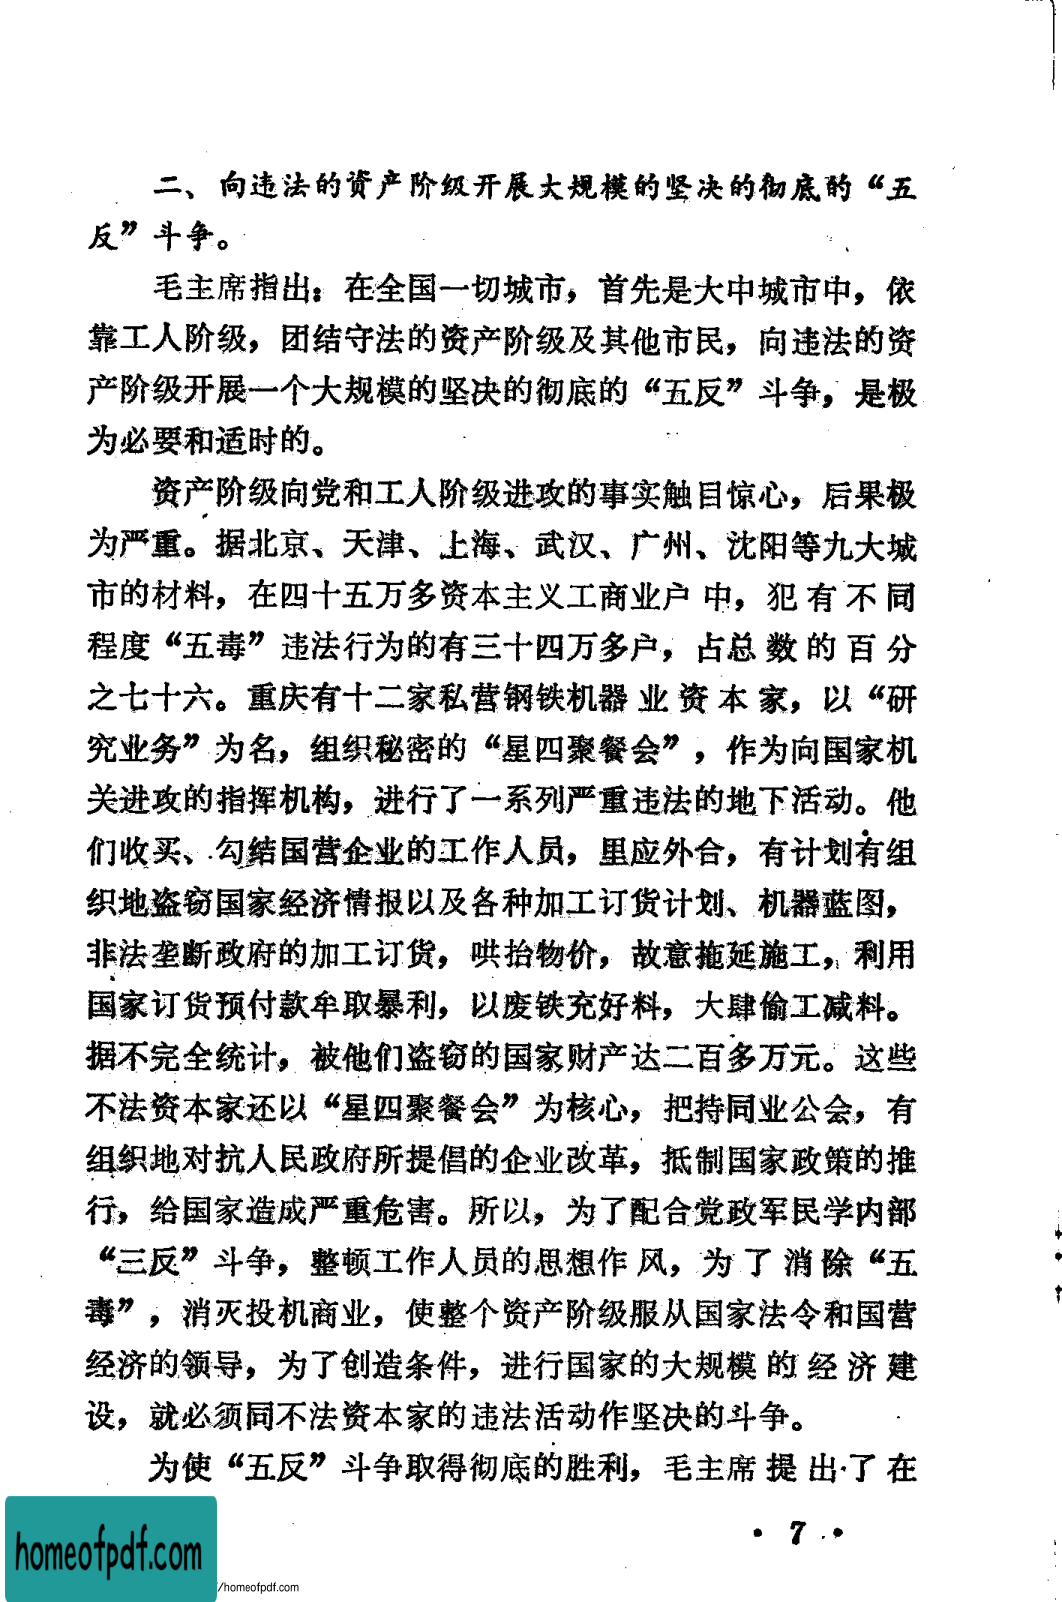 二、向违法的资产阶级开展大规模的坚决的彻底的“五
反”斗争。
毛主席指出：在全国一切城市，首先是大中城市中，依
靠工人阶级，团结守法的资产阶级及其他市民，向违法的资
产阶级开展一个大规模的坚决的彻底的“五反”斗争，是极
为必要和适时的。
资产阶级向党和工人阶级进攻的事实触目惊心，后果极
为严重。据北京、天津、上海、武汉、广州、沈阳等九大城
市的材料，在四十五万多资本主义工商业户中，犯有不同
程度“五毒”违法行为的有三十四万多户，占总数的百分
之七十六。重庆有十二家私营钢铁机器业资本家，以“研
究业务”为名，组织秘密的“星四聚餐会”，作为向国家机
关进攻的指挥机构，进行了一系列严重违法的地下活动。他
们收买、勾结国营企业的工作人员，里应外合，有计划有组
织地盗窃国家经济情报以及各种加工订货计划、机器蓝图，
非法垄断政府的加工订货，哄抬物价，故意拖延施工，利用
国家订货预付款牟取暴利，以废铁充好料，大肆偷工减料。
据不完全统计，被他们盗窃的国家财产达二百多万元。这些
不法资本家还以“星四聚餐会”为核心，把持同业公会，有
组织地对抗人民政府所提倡的企业改革，抵制国家政策的推
行，给国家造成严重危害。所以，为了配合党政军民学内部
“三反”斗争，整顿工作人员的思想作风，为了消除“五
毒”，消灭投机商业，使整个资产阶级服从国家法令和国营
经济的领导，为了创造条件，进行国家的大规模的经济建
设，就必须同不法资本家的违法活动作坚决的斗争。
为使“五反”斗争取得彻底的胜利，毛主席提出了在
• 7 •
homeofpdf.com
//homeofpdf.com